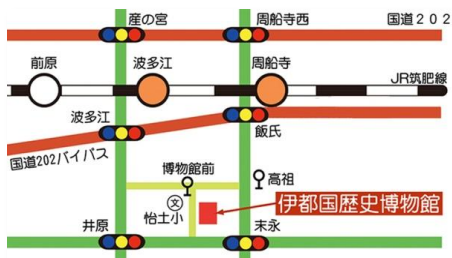 産の宮
周船寺西
国道202
前原
波多江
周船寺
JR筑肥線
波多江
飯氏
国道202バイパス
博物館前
高祖
文
怡土小
伊都国歴史博物館
井原
末永